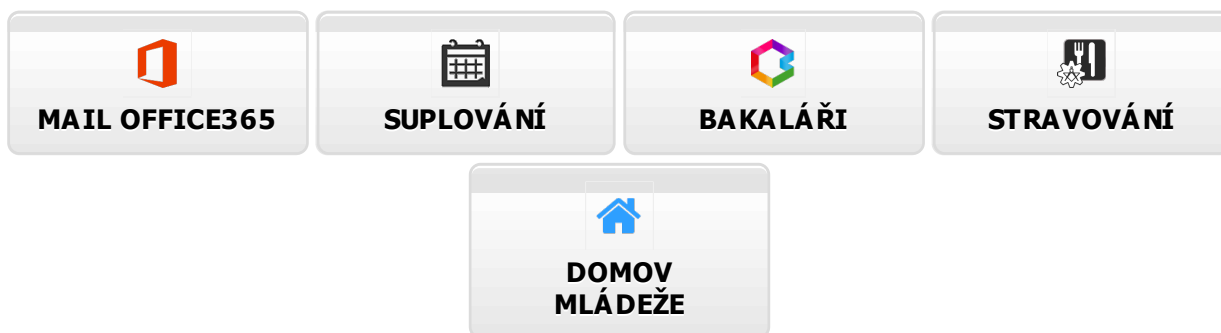 MAIL OFFICE365
SUPLOVÁNÍ
BAKALÁŘI
STRAVOVÁNÍ
DOMOV
MLÁDEŽE